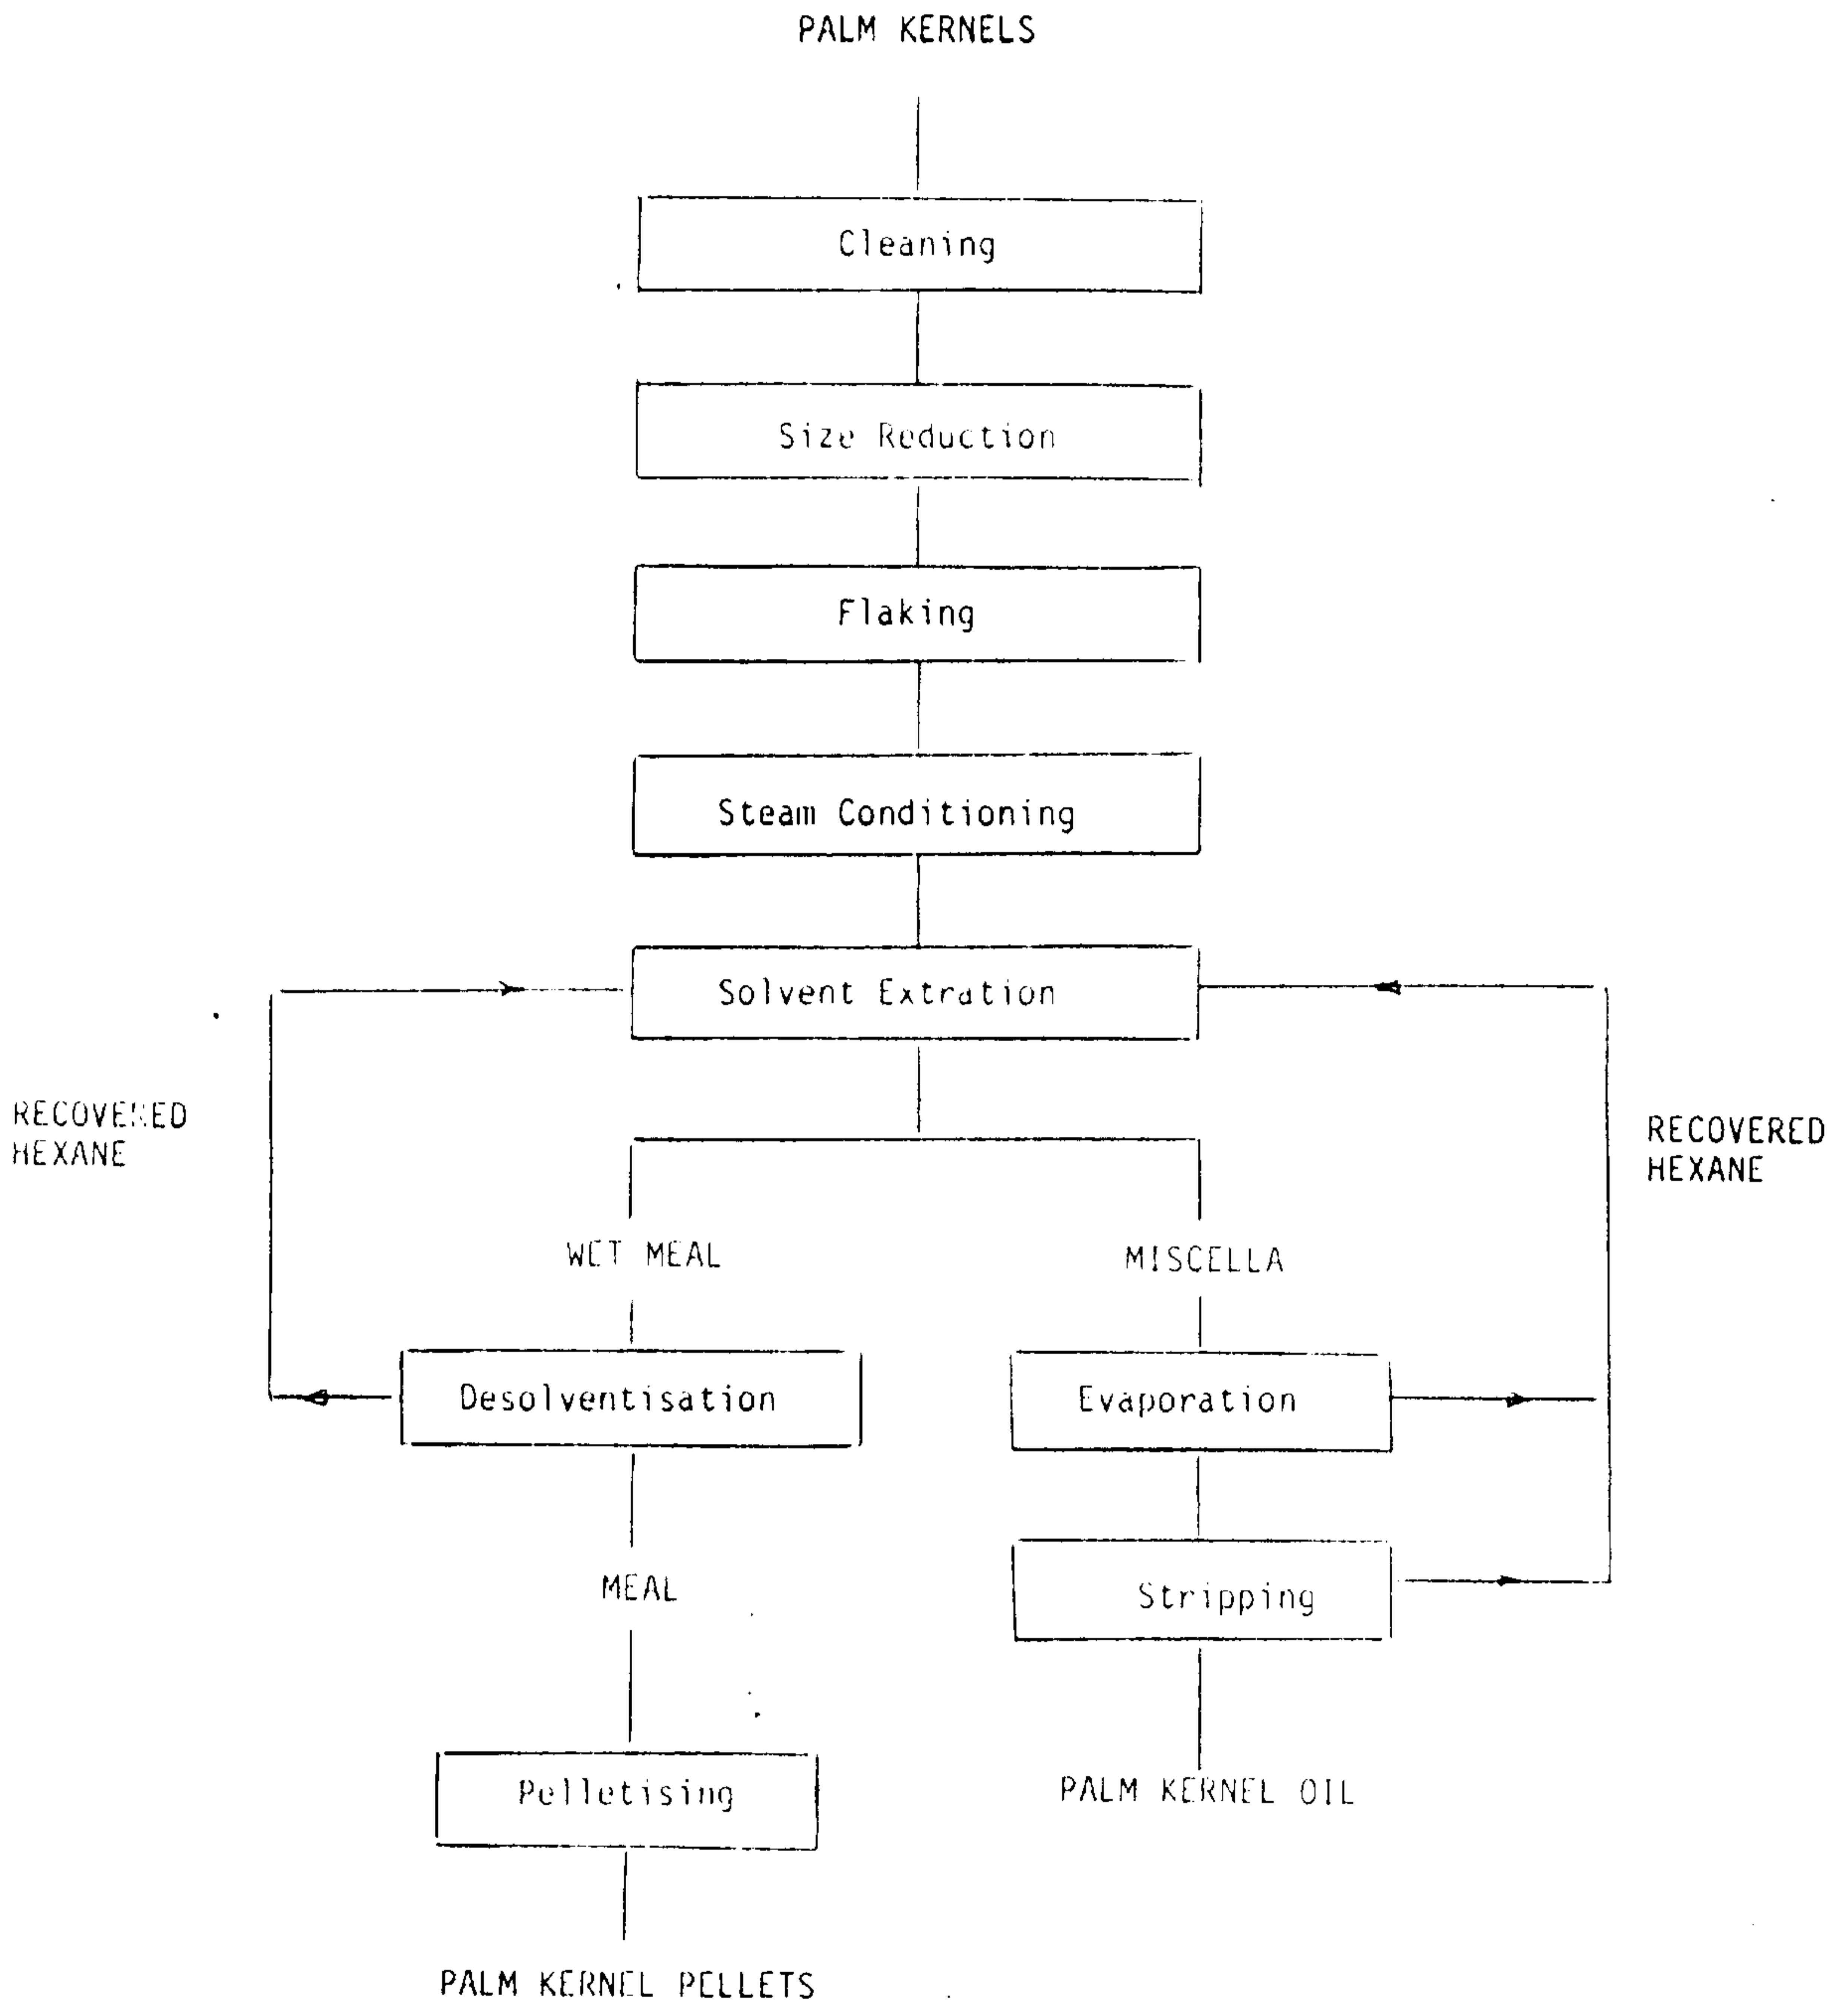 PALM KERNELS
Cleaning
Size Reduction
Flaking
Steam Conditioning
Solvent Extration
RECOVERED
HEXANE
RECOVERED
HEXANE
WET MEAL
MISCELLA
Desolventisation
Evaporation
MEAL
Stripping
Pelletising
PALM KERNEL OIL
PALM KERNEL PELLETS